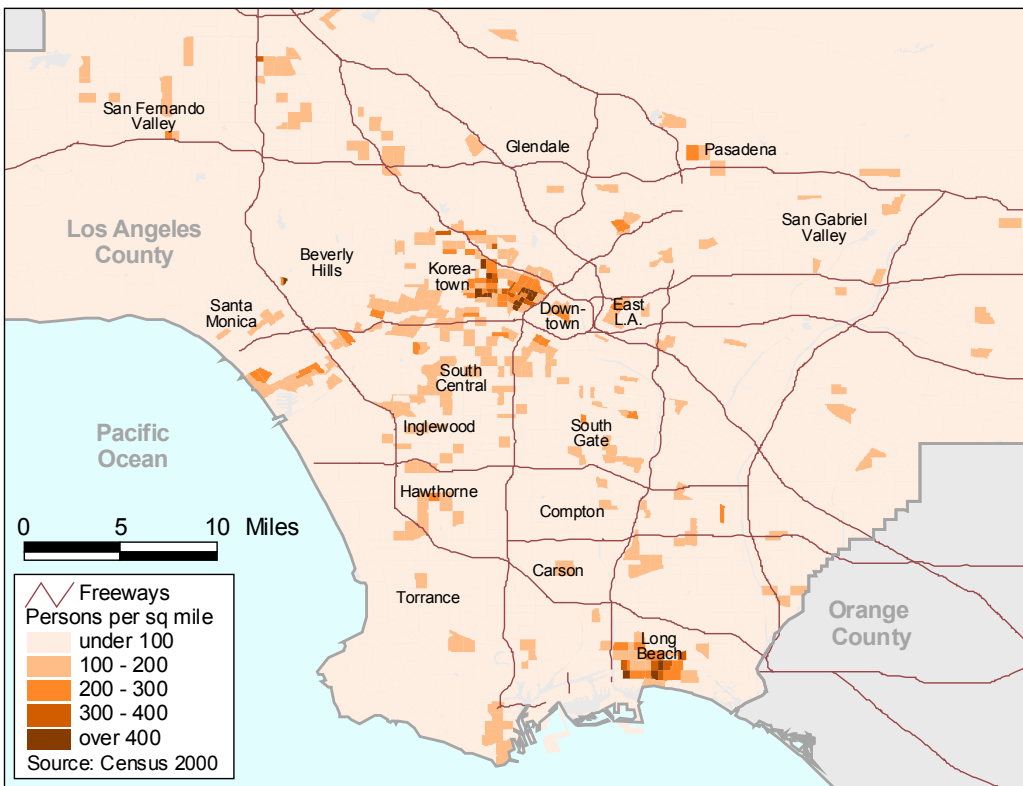 San Fernando
Valley
Glendale
Pasadena
San Gabriel
Valley
Los Angeles
County
Beverly
Hills
Korea-
town
Down-
town
East
L.A.
Santa
Monica
South
Central
Inglewood
South
Gate
Pacific
Ocean
Hawthorne
Compton
0 5 10 Miles
Carson
Torrance
Orange
County
Long
Beach
Freeways
Persons per sq mile
under 100
100 - 200
200 - 300
300 - 400
over 400
Source: Census 2000